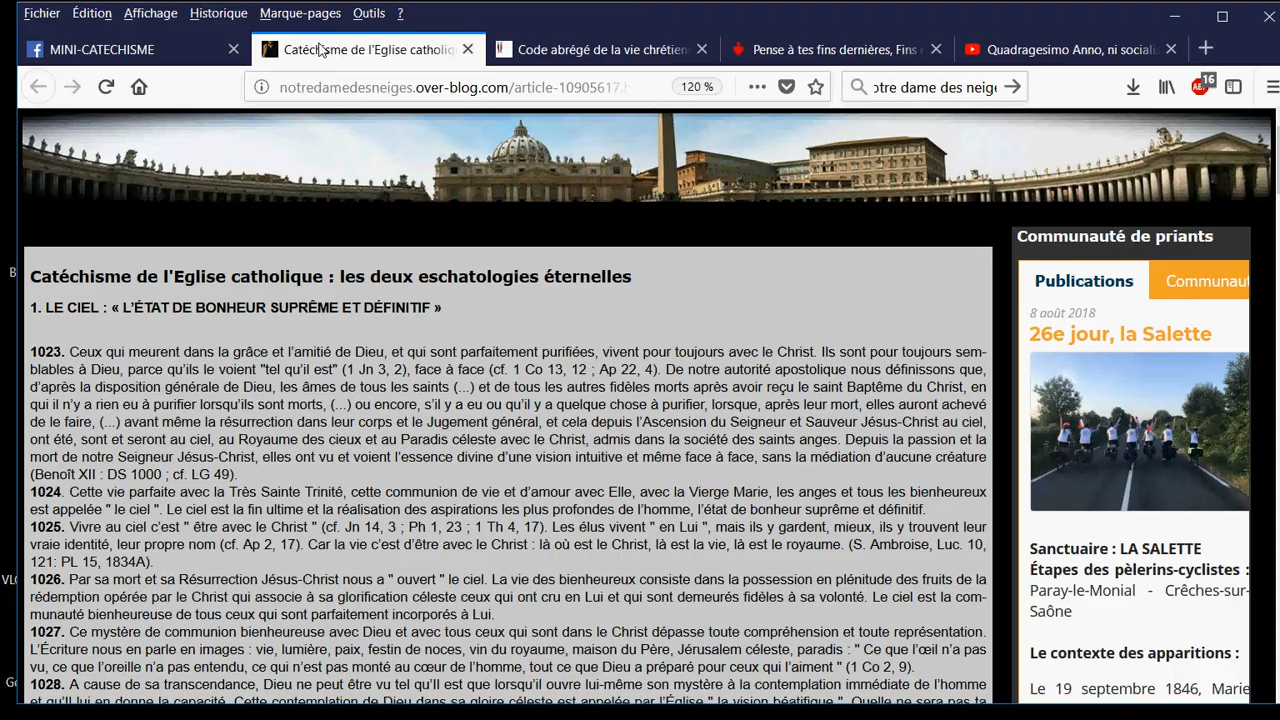 Fichier Édition Affichage Historique Marque-pages Outils ?
MINI-CATECHISME
Catéchisme de l'Eglise catholiq
Code abrégé de la vie chrétien
Pense à tes fins dernières, Fins
Quadragesimo Anno, ni socialis
notredamedesneiges.over-blog.com/article-10905617.h
120 %
otre dame des neige
16
Communauté de priants
Catéchisme de l'Eglise catholique : les deux eschatologies éternelles
Publications
Communaut
1. LE CIEL : « L'ÉTAT DE BONHEUR SUPRÊME ET DÉFINITIF »
8 août 2018
26e jour, la Salette
1023. Ceux qui meurent dans la grâce et l'amitié de Dieu, et qui sont parfaitement purifiées, vivent pour toujours avec le Christ. Ils sont pour toujours sem-
blables à Dieu, parce qu'ils le voient "tel qu'il est" (1 Jn 3, 2), face à face (cf. 1 Co 13, 12 ; Ap 22, 4). De notre autorité apostolique nous définissons que,
d'après la disposition générale de Dieu, les âmes de tous les saints (...) et de tous les autres fidèles morts après avoir reçu le saint Baptême du Christ, en
qui il n'y a rien eu à purifier lorsqu'ils sont morts, (...) ou encore, s'il y a eu ou qu'il y a quelque chose à purifier, lorsque, après leur mort, elles auront achevé
de le faire, (...) avant même la résurrection dans leur corps et le Jugement général, et cela depuis l'Ascension du Seigneur et Sauveur Jésus-Christ au ciel,
ont été, sont et seront au ciel, au Royaume des cieux et au Paradis céleste avec le Christ, admis dans la société des saints anges. Depuis la passion et la
mort de notre Seigneur Jésus-Christ, elles ont vu et voient l'essence divine d'une vision intuitive et même face à face, sans la médiation d'aucune créature
(Benoît XII : DS 1000 ; cf. LG 49).
1024. Cette vie parfaite avec la Très Sainte Trinité, cette communion de vie et d'amour avec Elle, avec la Vierge Marie, les anges et tous les bienheureux
est appelée " le ciel ". Le ciel est la fin ultime et la réalisation des aspirations les plus profondes de l'homme, l'état de bonheur suprême et définitif.
1025. Vivre au ciel c'est " être avec le Christ " (cf. Jn 14, 3 ; Ph 1, 23 ; 1 Th 4, 17). Les élus vivent " en Lui ", mais ils y gardent, mieux, ils y trouvent leur
vraie identité, leur propre nom (cf. Ap 2, 17). Car la vie c'est d'être avec le Christ : là où est le Christ, là est la vie, là est le royaume. (S. Ambroise, Luc. 10,
121: PL 15, 1834A).
1026. Par sa mort et sa Résurrection Jésus-Christ nous a " ouvert " le ciel. La vie des bienheureux consiste dans la possession en plénitude des fruits de la
rédemption opérée par le Christ qui associe à sa glorification céleste ceux qui ont cru en Lui et qui sont demeurés fidèles à sa volonté. Le ciel est la com-
munauté bienheureuse de tous ceux qui sont parfaitement incorporés à Lui.
1027. Ce mystère de communion bienheureuse avec Dieu et avec tous ceux qui sont dans le Christ dépasse toute compréhension et toute représentation.
L'Écriture nous en parle en images : vie, lumière, paix, festin de noces, vin du royaume, maison du Père, Jérusalem céleste, paradis : " Ce que l'œil n'a pas
vu, ce que l'oreille n'a pas entendu, ce qui n'est pas monté au cœur de l'homme, tout ce que Dieu a préparé pour ceux qui l'aiment " (1 Co 2, 9).
1028. A cause de sa transcendance, Dieu ne peut être vu tel qu'Il est que lorsqu'il ouvre lui-même son mystère à la contemplation immédiate de l'homme
et qu'Il lui en donne la capacité. Cette contemplation de Dieu dans sa gloire céleste est appelée par l'Église " la vision béatifique ". Quelle ne sera pas ta
Sanctuaire : LA SALETTE
Étapes des pèlerins-cyclistes :
Paray-le-Monial - Crêches-sur-
Saône
Le contexte des apparitions :
Le 19 septembre 1846, Marie